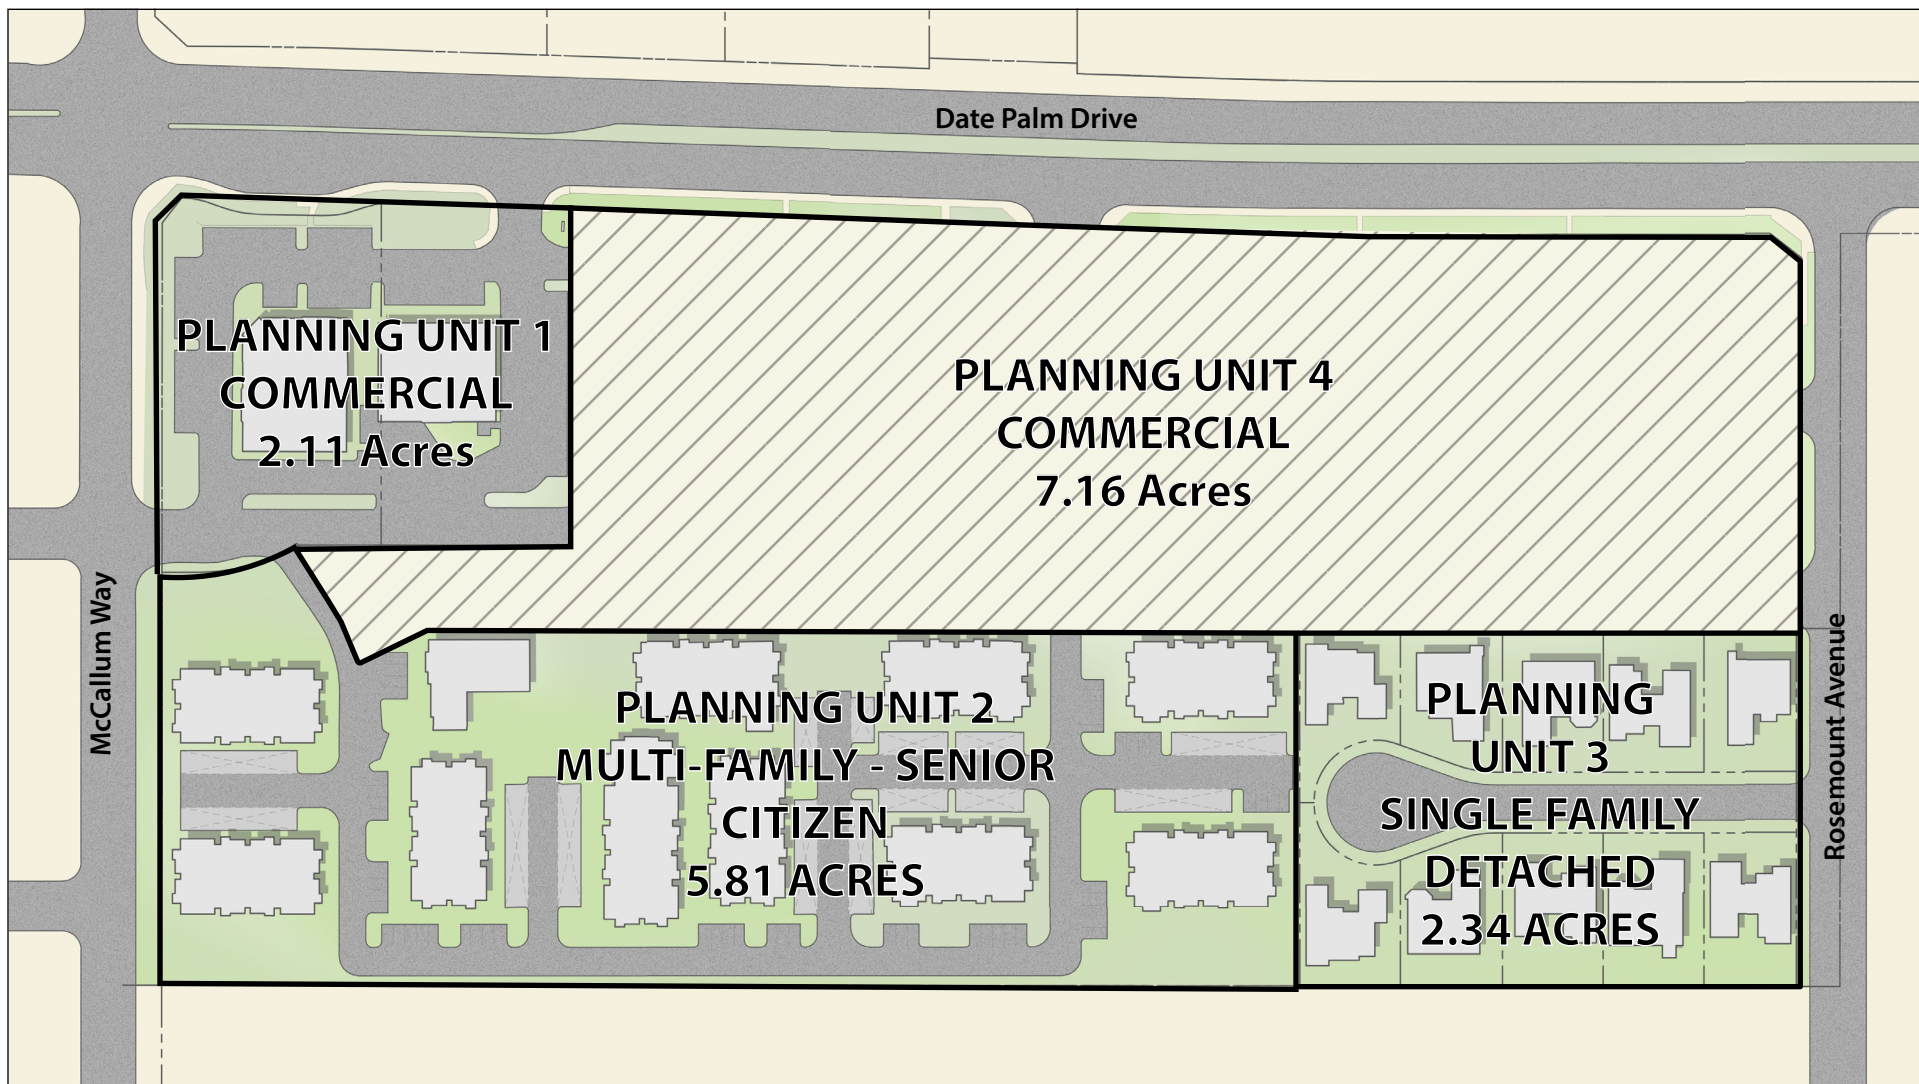 Date Palm Drive
PLANNING UNIT 1
COMMERCIAL
2.11 Acres
PLANNING UNIT 4
COMMERCIAL
7.16 Acres
McCallum Way
PLANNING UNIT 2
MULTI-FAMILY - SENIOR
CITIZEN
5.81 ACRES
PLANNING
UNIT 3
SINGLE FAMILY
DETACHED
2.34 ACRES
Rosemount Avenue